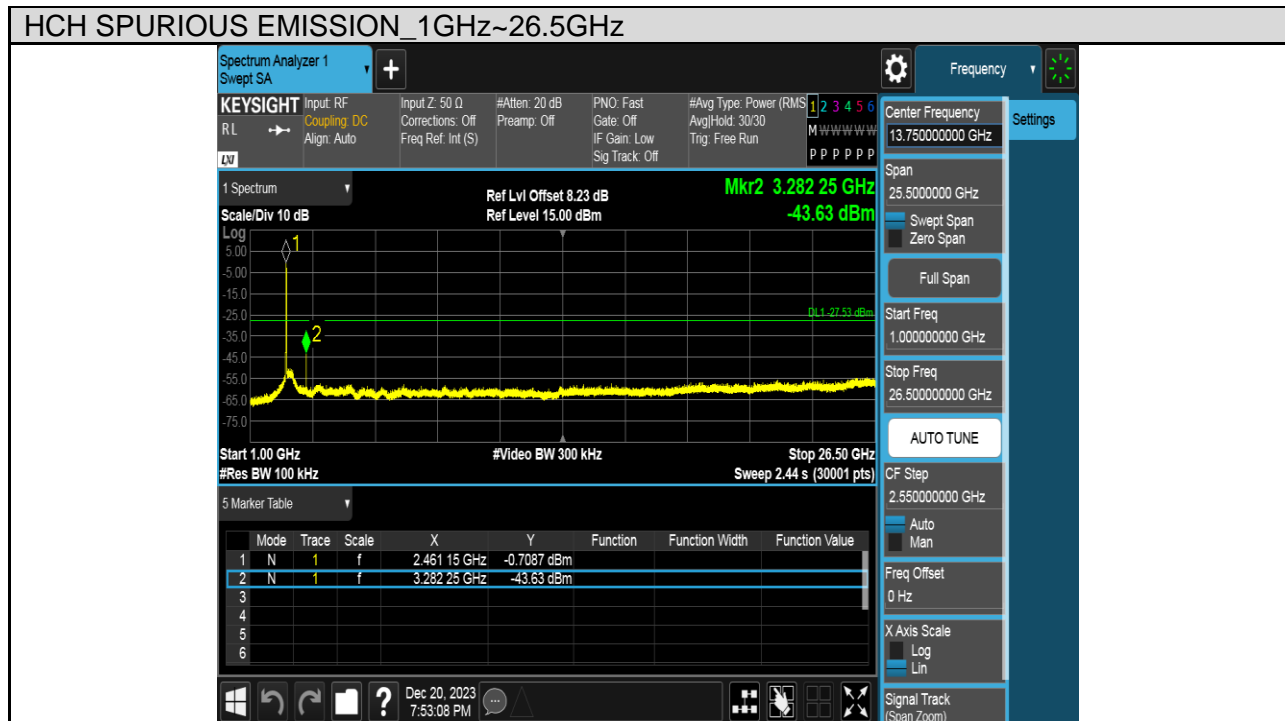 HCH SPURIOUS EMISSION_1GHz~26.5GHz
Spectrum Analyzer 1
Swept SA
Frequency
KEYSIGHT
RL
LXI
Input: RF
Coupling: DC
Align: Auto
Input Z: 50 Ω
Corrections: Off
Freq Ref: Int (S)
#Atten: 20 dB
Preamp: Off
PNO: Fast
Gate: Off
IF Gain: Low
Sig Track: Off
#Avg Type: Power (RMS
Avg|Hold: 30/30
Trig: Free Run
1 2 3 4 5 6
M W W W W W
P P P P P P
1 Spectrum
Scale/Div 10 dB
Ref Lvl Offset 8.23 dB
Ref Level 15.00 dBm
Mkr2 3.282 25 GHz
-43.63 dBm
Log
5.00
-5.00
-15.0
-25.0
-35.0
-45.0
-55.0
-65.0
-75.0
1
2
DL1 -27.53 dBm
Start 1.00 GHz
#Video BW 300 kHz
Stop 26.50 GHz
#Res BW 100 kHz
Sweep 2.44 s (30001 pts)
5 Marker Table
Mode Trace Scale X Y Function Function Width Function Value
1 N 1 f 2.461 15 GHz -0.7087 dBm
2 N 1 f 3.282 25 GHz -43.63 dBm
3
4
5
6
?
Dec 20, 2023
7:53:08 PM
Center Frequency
13.750000000 GHz
Settings
Span
25.5000000 GHz
Swept Span
Zero Span
Full Span
Start Freq
1.000000000 GHz
Stop Freq
26.500000000 GHz
AUTO TUNE
CF Step
2.550000000 GHz
Auto
Man
Freq Offset
0 Hz
X Axis Scale
Log
Lin
Signal Track
(Span Zoom)